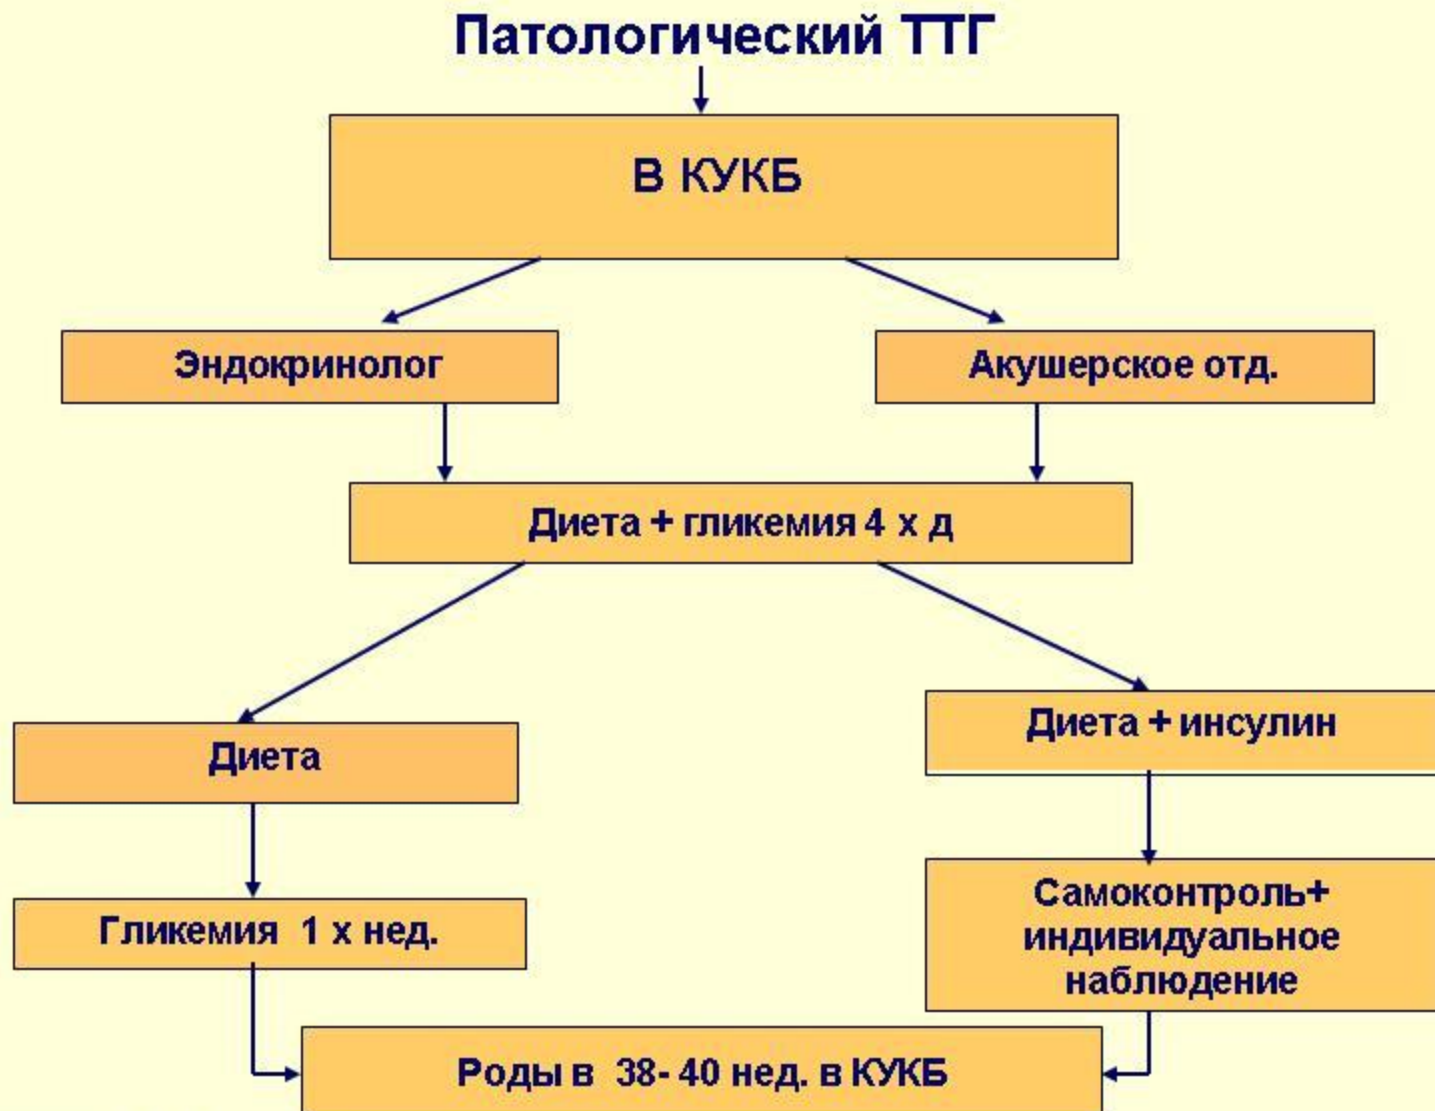 Патологический ТТГ
В КУКБ
Эндокринолог
Акушерское отд.
Диета + гликемия 4 х д
Диета
Диета + инсулин
Гликемия 1 х нед.
Самоконтроль+
индивидуальное
наблюдение
Роды в 38- 40 нед. в КУКБ